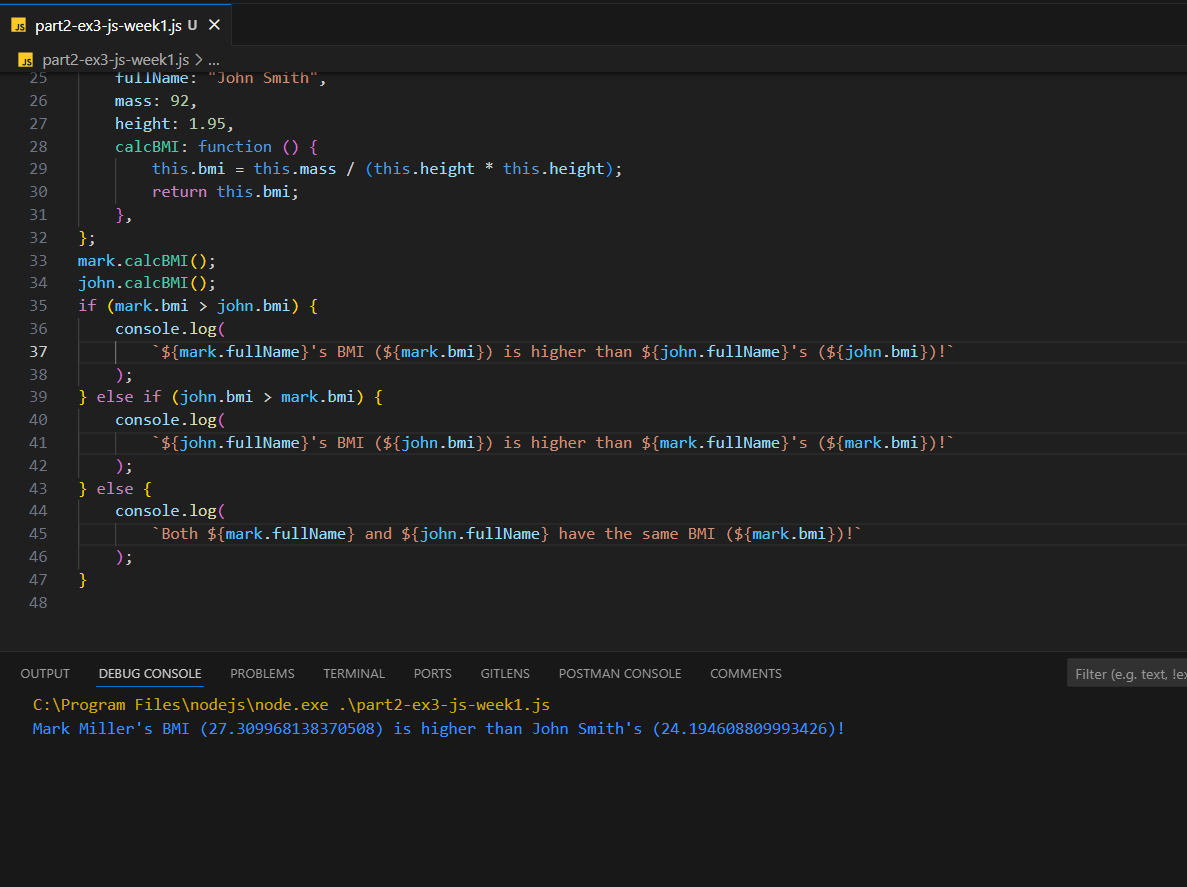 JS part2-ex3-js-week1.js U ×
JS part2-ex3-js-week1.js > ...
25 fullName: "John Smith",
26 mass: 92,
27 height: 1.95,
28 calcBMI: function () {
29 this.bmi = this.mass / (this.height * this.height);
30 return this.bmi;
31 },
32 };
33 mark.calcBMI();
34 john.calcBMI();
35 if (mark.bmi > john.bmi) {
36 console.log(
37 `${mark.fullName}'s BMI (${mark.bmi}) is higher than ${john.fullName}'s (${john.bmi})!`
38 );
39 } else if (john.bmi > mark.bmi) {
40 console.log(
41 `${john.fullName}'s BMI (${john.bmi}) is higher than ${mark.fullName}'s (${mark.bmi})!`
42 );
43 } else {
44 console.log(
45 `Both ${mark.fullName} and ${john.fullName} have the same BMI (${mark.bmi})!`
46 );
47 }
48
OUTPUT DEBUG CONSOLE PROBLEMS TERMINAL PORTS GITLENS POSTMAN CONSOLE COMMENTS Filter (e.g. text, !ex
C:\Program Files\nodejs\node.exe .\part2-ex3-js-week1.js
Mark Miller's BMI (27.309968138370508) is higher than John Smith's (24.194608809993426)!